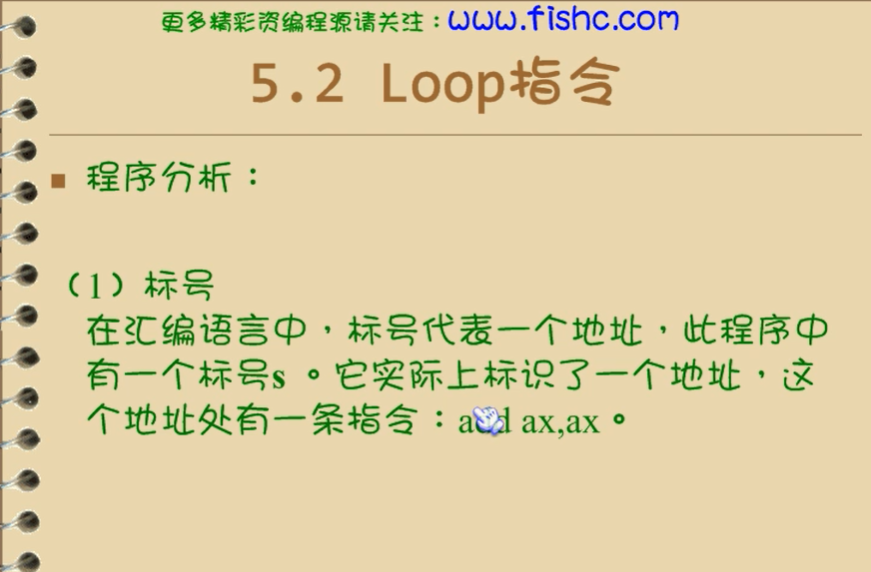 更多精彩资编程源请关注：www.fishc.com
5.2 Loop指令
程序分析：
（1）标号
在汇编语言中，标号代表一个地址，此程序中
有一个标号s 。它实际上标识了一个地址，这
个地址处有一条指令：add ax,ax。